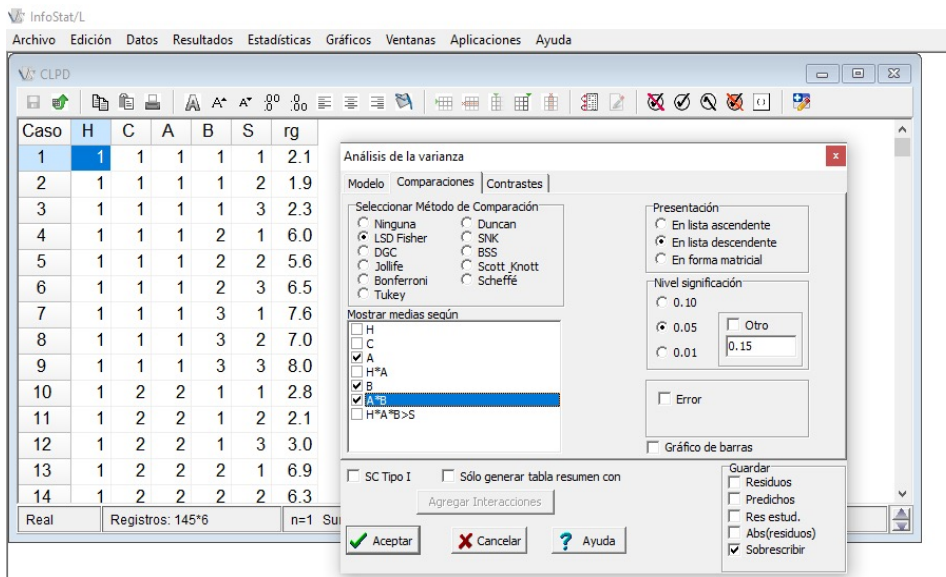 InfoStat/L
Archivo Edición Datos Resultados Estadísticas Gráficos Ventanas Aplicaciones Ayuda
CLPD
Caso H C A B S rg
1 1 1 1 1 1 2.1
2 1 1 1 1 2 1.9
3 1 1 1 1 3 2.3
4 1 1 1 2 1 6.0
5 1 1 1 2 2 5.6
6 1 1 1 2 3 6.5
7 1 1 1 3 1 7.6
8 1 1 1 3 2 7.0
9 1 1 1 3 3 8.0
10 1 2 2 1 1 2.8
11 1 2 2 1 2 2.1
12 1 2 2 1 3 3.0
13 1 2 2 2 1 6.9
14 1 2 2 2 2 6.3
Real Registros: 145*6 n=1 Su
Análisis de la varianza
Modelo Comparaciones Contrastes
Seleccionar Método de Comparación
Ninguna Duncan
LSD Fisher SNK
DGC BSS
Jollife Scott_Knott
Bonferroni Scheffé
Tukey
Mostrar medias según
H
C
A
H*A
B
A*B
H*A*B>S
Presentación
En lista ascendente
En lista descendente
En forma matricial
Nivel significación
0.10
0.05 Otro
0.01 0.15
Error
Gráfico de barras
SC Tipo I Sólo generar tabla resumen con
Agregar Interacciones
Aceptar Cancelar Ayuda
Guardar
Residuos
Predichos
Res estud.
Abs(residuos)
Sobrescribir